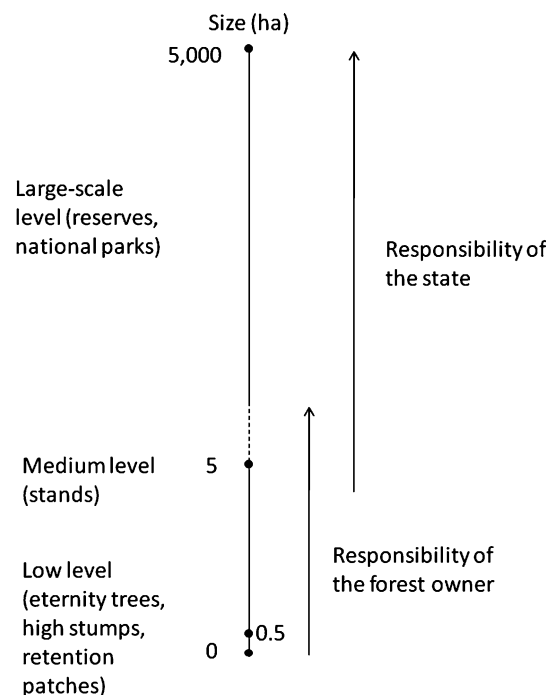 Size (ha)
5,000
Large-scale
level (reserves,
national parks)
Responsibility of
the state
Medium level
(stands)
5
Responsibility of
the forest owner
Low level
(eternity trees,
high stumps,
retention
patches)
0.5
0